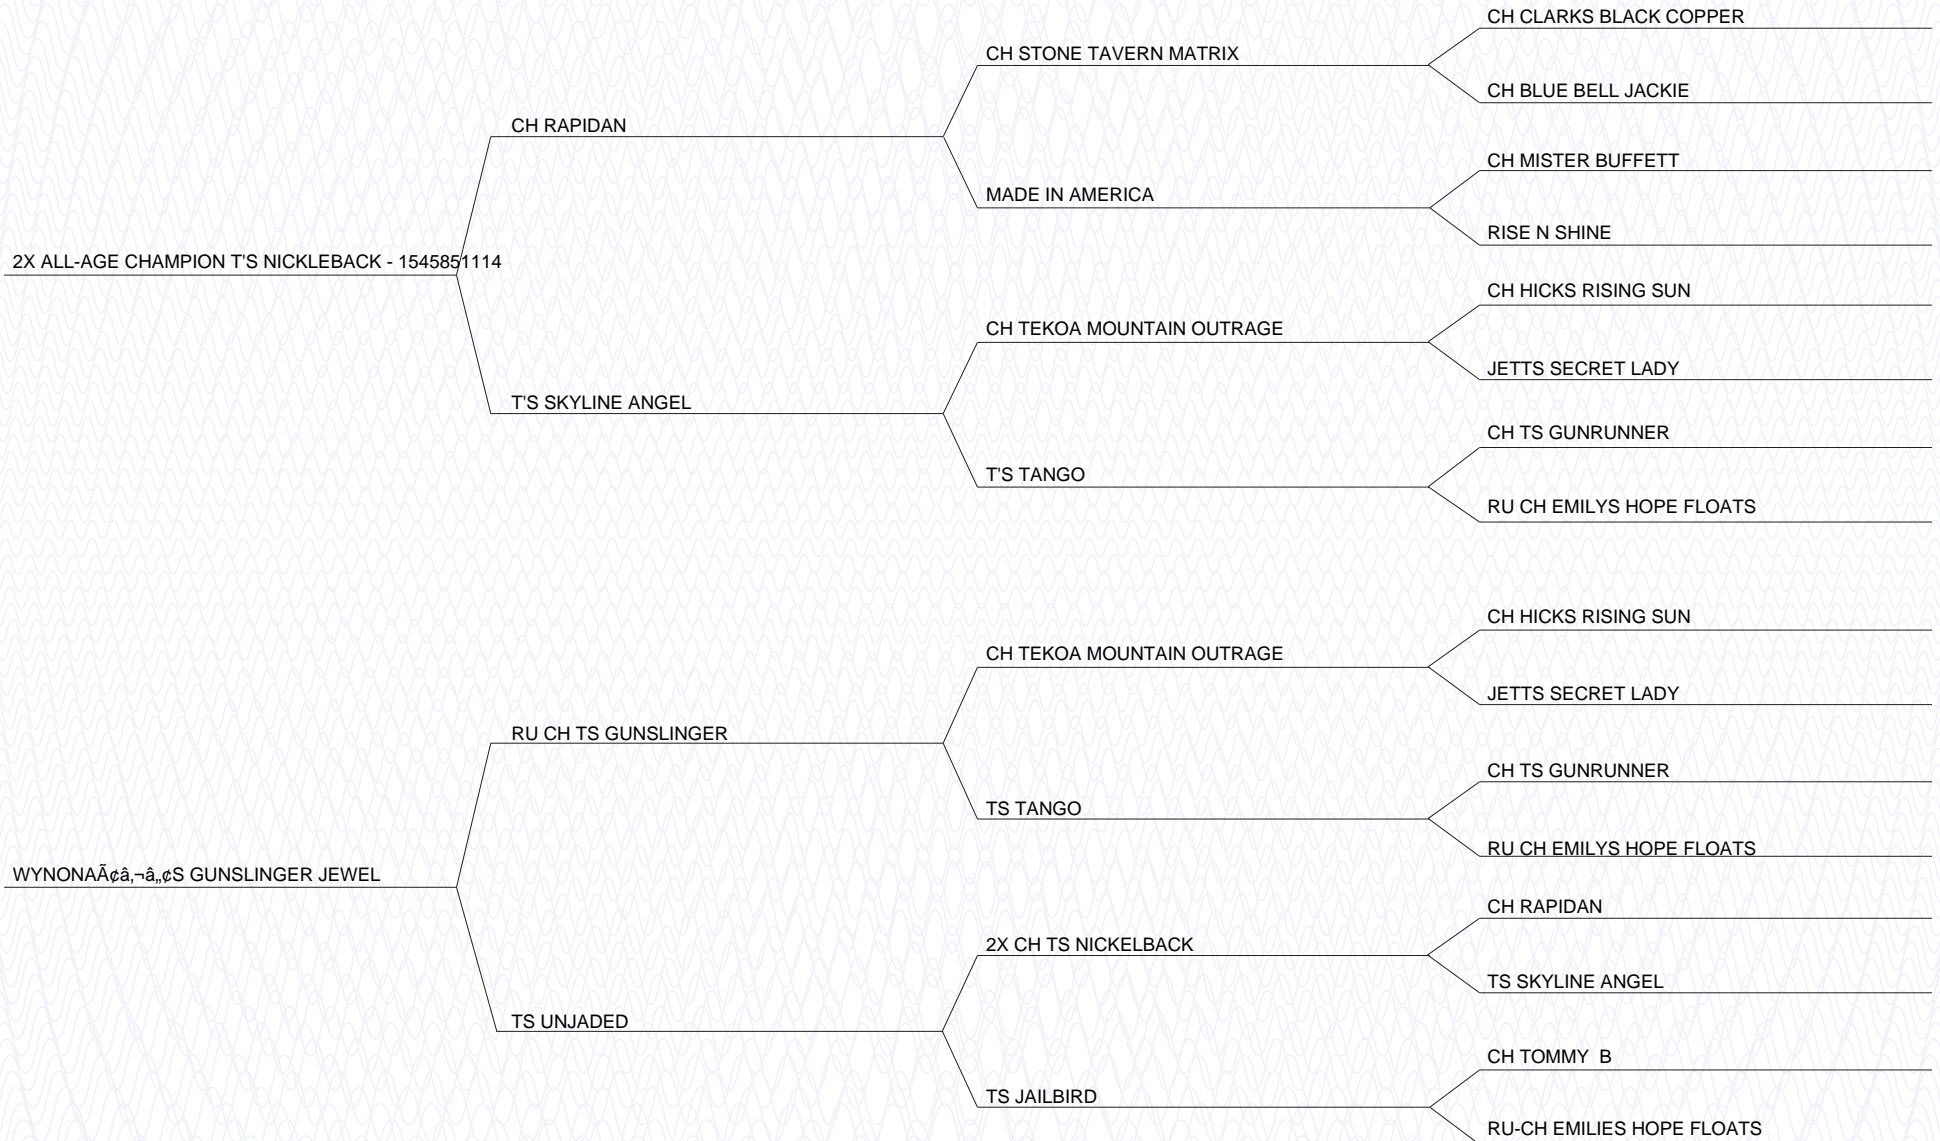 CH CLARKS BLACK COPPER
CH STONE TAVERN MATRIX
CH BLUE BELL JACKIE
CH RAPIDAN
CH MISTER BUFFETT
MADE IN AMERICA
RISE N SHINE
2X ALL-AGE CHAMPION T'S NICKLEBACK - 1545851114
CH HICKS RISING SUN
CH TEKOA MOUNTAIN OUTRAGE
JETTS SECRET LADY
T'S SKYLINE ANGEL
CH TS GUNRUNNER
T'S TANGO
RU CH EMILYS HOPE FLOATS
CH HICKS RISING SUN
CH TEKOA MOUNTAIN OUTRAGE
JETTS SECRET LADY
RU CH TS GUNSLINGER
CH TS GUNRUNNER
TS TANGO
RU CH EMILYS HOPE FLOATS
WYNONAÃ¢â‚¬â„¢S GUNSLINGER JEWEL
CH RAPIDAN
2X CH TS NICKELBACK
TS SKYLINE ANGEL
TS UNJADED
CH TOMMY  B
TS JAILBIRD
RU-CH EMILIES HOPE FLOATS